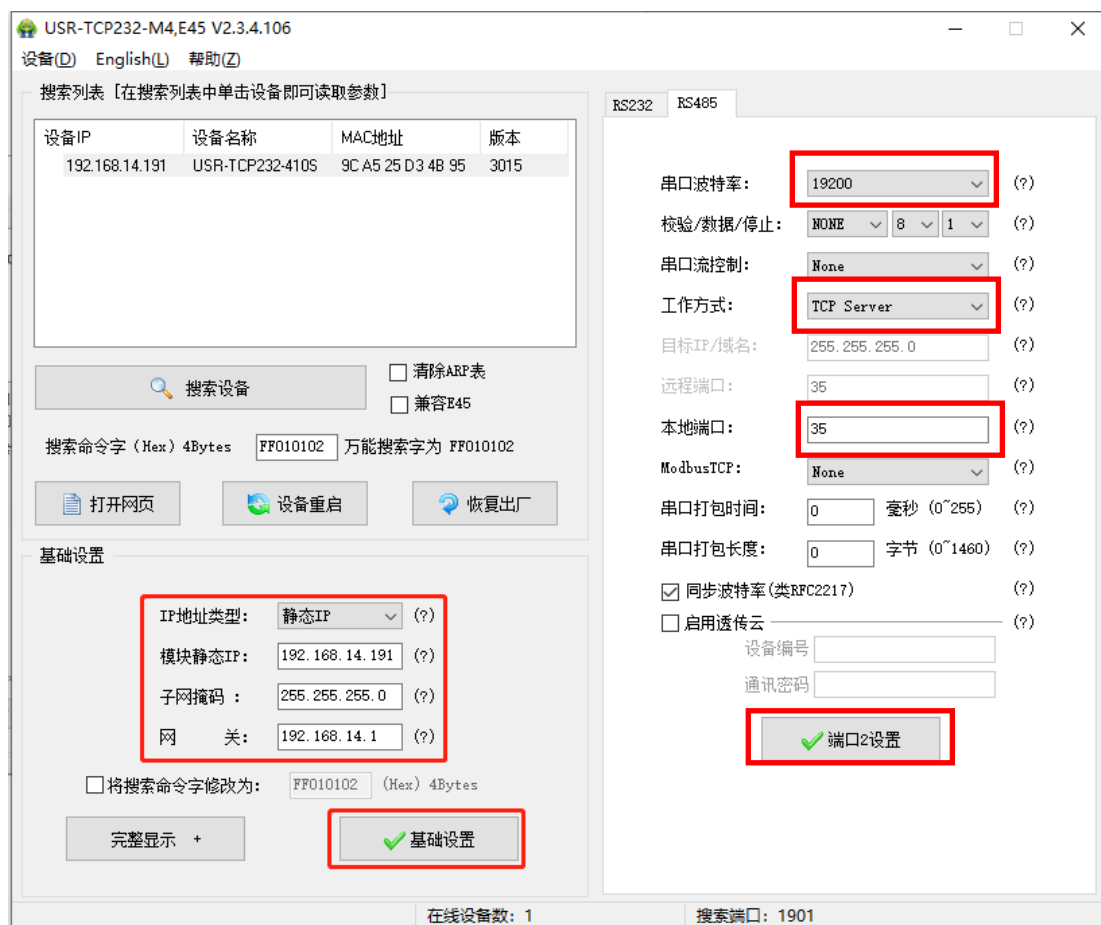 USR-TCP232-M4,E45 V2.3.4.106
设备(D) English(L) 帮助(Z)
搜索列表 [在搜索列表中单击设备即可读取参数]
设备IP 设备名称 MAC地址 版本
192.168.14.191 USR-TCP232-410S 9C A5 25 D3 4B 95 3015
搜索设备
清除ARP表
兼容E45
搜索命令字 (Hex) 4Bytes FF010102 万能搜索字为 FF010102
打开网页 设备重启 恢复出厂
基础设置
IP地址类型: 静态IP (?)
模块静态IP: 192.168.14.191 (?)
子网掩码 : 255.255.255.0 (?)
网 关: 192.168.14.1 (?)
将搜索命令字修改为: FF010102 (Hex) 4Bytes
完整显示 + 基础设置
RS232 RS485
串口波特率: 19200 (?)
校验/数据/停止: NONE 8 1 (?)
串口流控制: None (?)
工作方式: TCP Server (?)
目标IP/域名: 255.255.255.0 (?)
远程端口: 35 (?)
本地端口: 35 (?)
ModbusTCP: None (?)
串口打包时间: 0 毫秒 (0~255) (?)
串口打包长度: 0 字节 (0~1460) (?)
同步波特率(类RFC2217) (?)
启用透传云 (?)
设备编号
通讯密码
端口2设置
在线设备数: 1 搜索端口: 1901